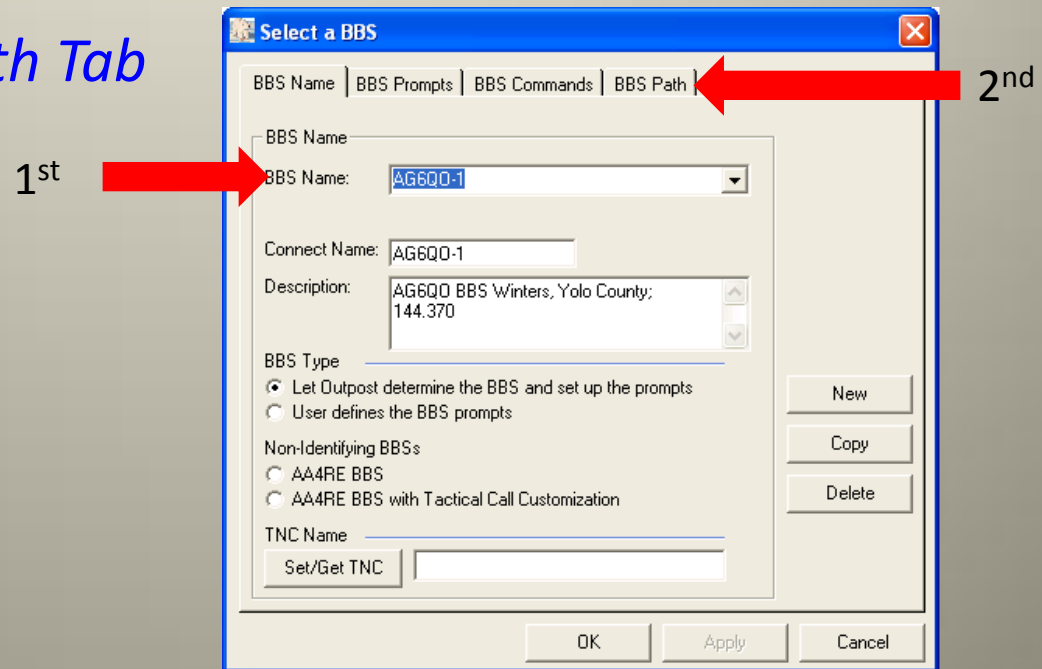 Select a BBS
th Tab
BBS Name BBS Prompts BBS Commands BBS Path
2nd
BBS Name
1st
BBS Name: AG6QO-1
Connect Name: AG6QO-1
Description: AG6QO BBS Winters, Yolo County;
144.370
BBS Type
Let Outpost determine the BBS and set up the prompts
User defines the BBS prompts
New
Non-Identifying BBSs
Copy
AA4RE BBS
AA4RE BBS with Tactical Call Customization
Delete
TNC Name
Set/Get TNC
OK Apply Cancel